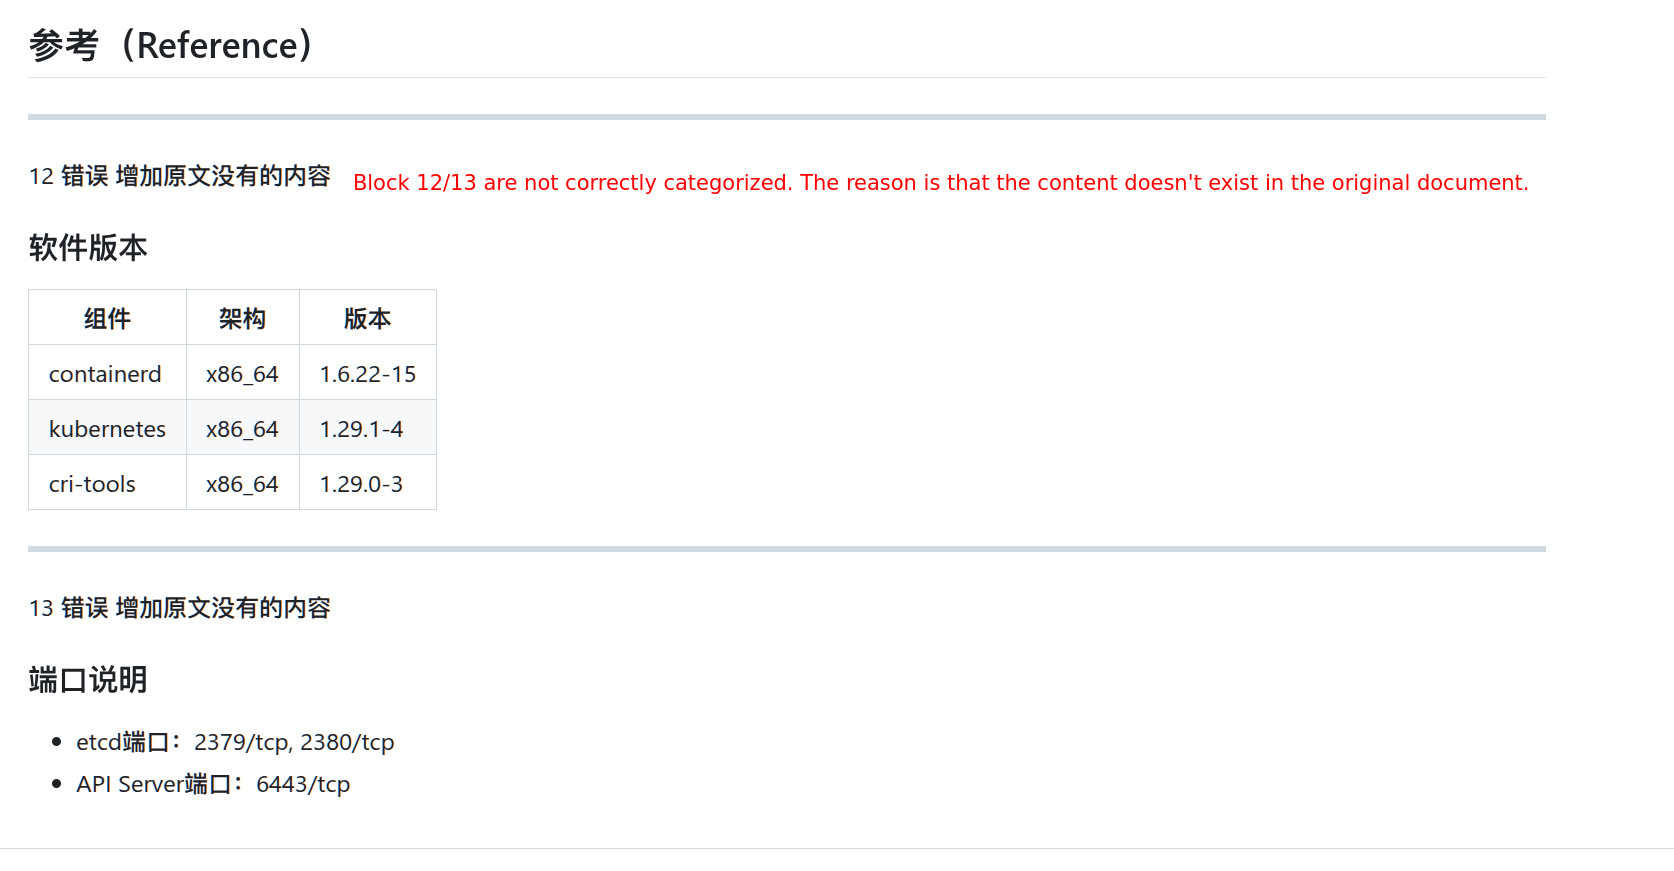 参考（Reference）
12 错误 增加原文没有的内容 Block 12/13 are not correctly categorized. The reason is that the content doesn't exist in the original document.
软件版本
组件 架构 版本
containerd x86_64 1.6.22-15
kubernetes x86_64 1.29.1-4
cri-tools x86_64 1.29.0-3
13 错误 增加原文没有的内容
端口说明
etcd端口：2379/tcp, 2380/tcp
API Server端口：6443/tcp